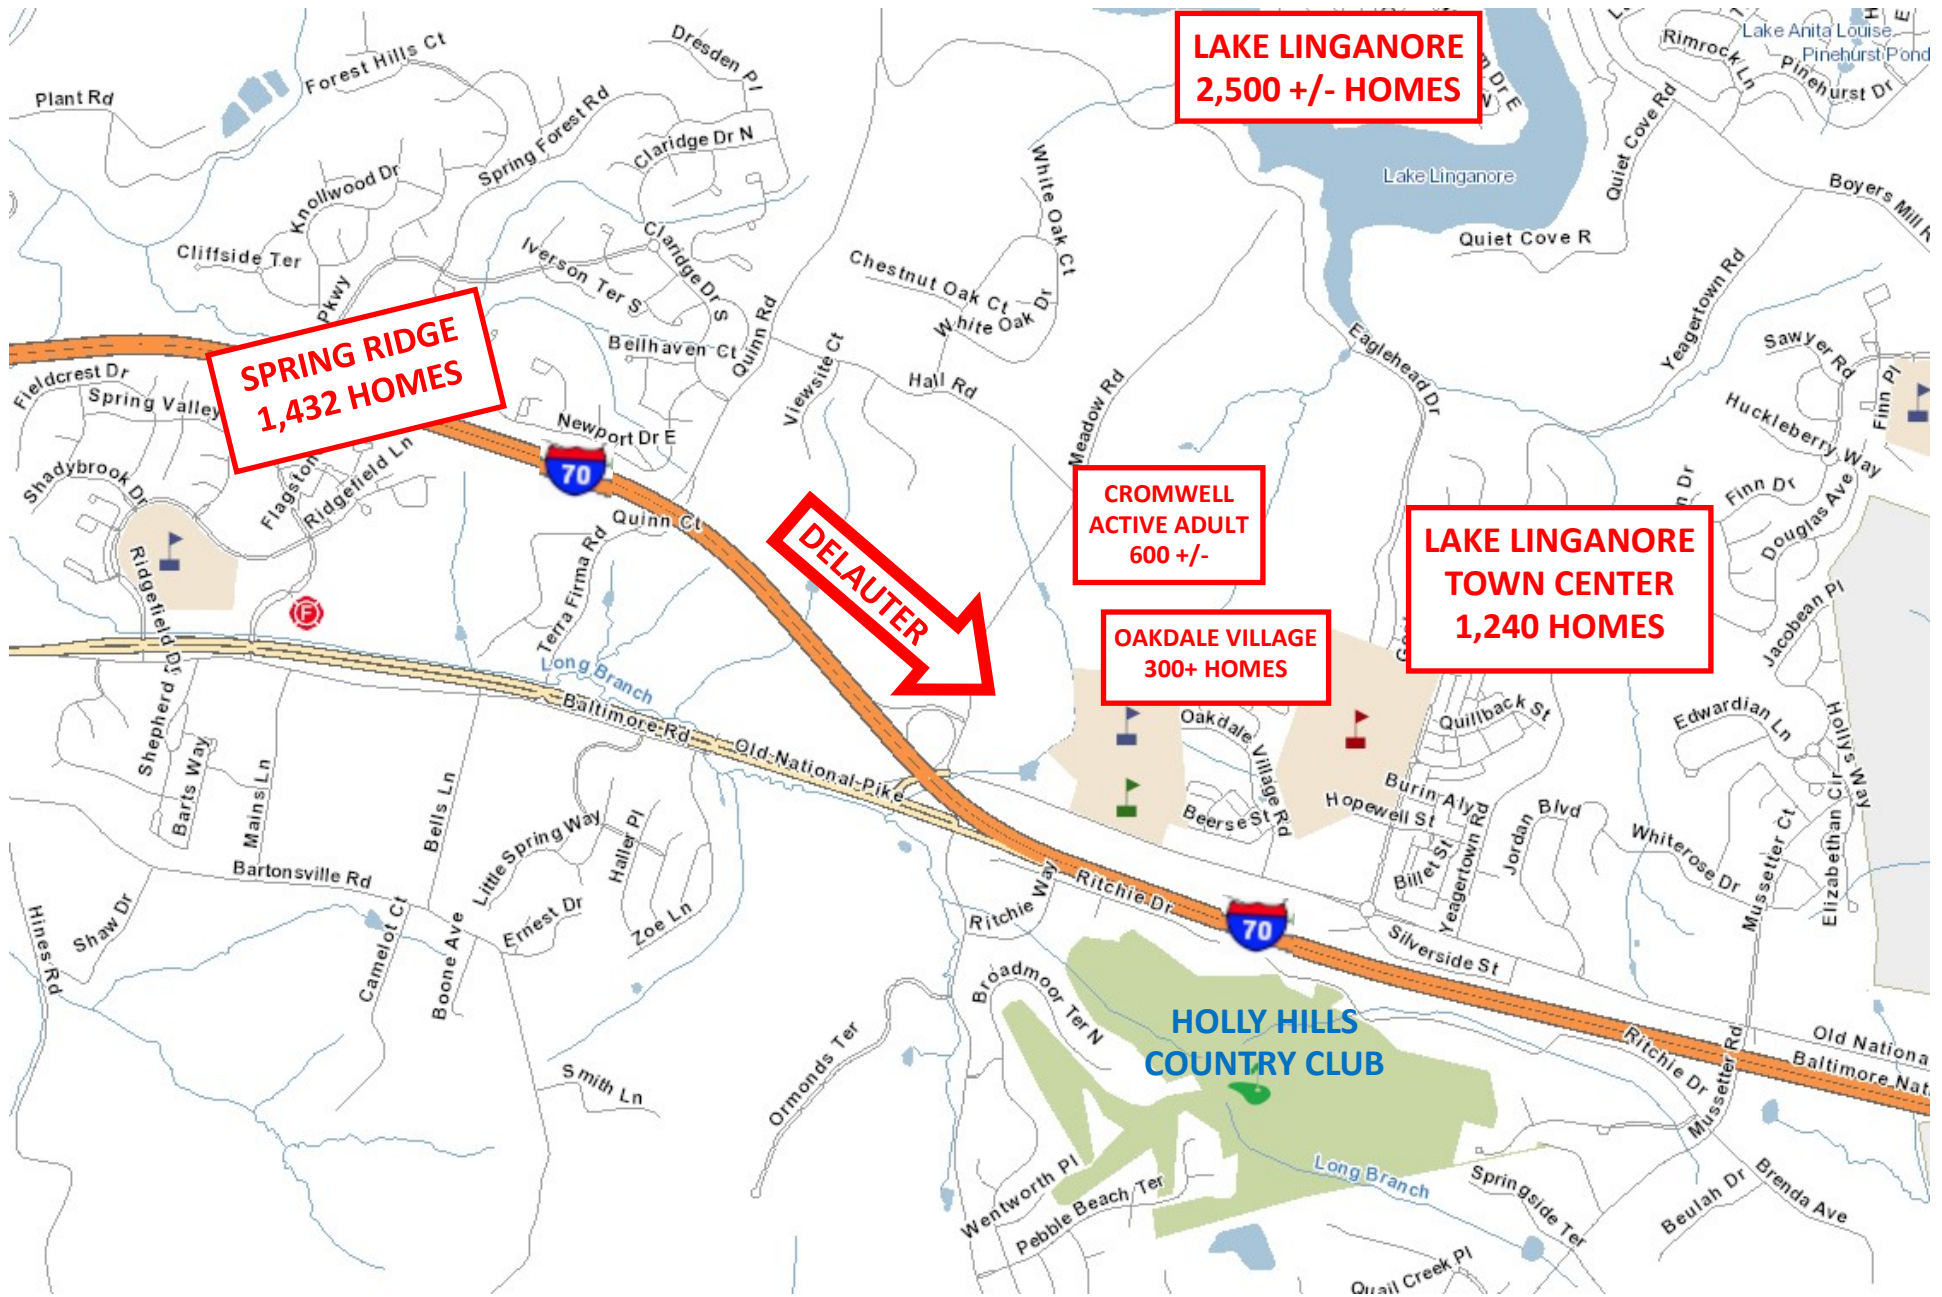 LAKE LINGANORE
2,500 +/- HOMES
Lake Anita Louise
Pinehurst Pond
Rimrock Ln
Pinehurst Dr
Dr E
Forest Hills Ct
Dresden Pl
Plant Rd
Spring Forest Rd
Claridge Dr N
Knollwood Dr
White Oak Ct
Quiet Cove Rd
Lake Linganore
Boyers Mill R
Quiet Cove R
Cliffside Ter
Iverson Ter S
Claridge Dr S
Chestnut Oak Ct
White Oak Dr
Pkwy
Quinn Rd
Bellhaven Ct
Viewsite Ct
Hall Rd
Meadow Rd
Eaglehead Dr
Yeagertown Rd
Sawyer Rd
Finn Pl
Huckleberry Way
SPRING RIDGE
1,432 HOMES
Fieldcrest Dr
Spring Valley
Newport Dr E
70
Shadybrook Dr
Flagston
Ridgefield Ln
Quinn Ct
Terra Firma Rd
Ridgefield Dr
F
DELAUTER
CROMWELL
ACTIVE ADULT
600 +/-
OAKDALE VILLAGE
300+ HOMES
LAKE LINGANORE
TOWN CENTER
1,240 HOMES
n Dr
Finn Dr
Douglas Ave
Jacobean Pl
Long Branch
Baltimore Rd
Old National Pike
Shepherd
Barts Way
Mains Ln
Bells Ln
Little Spring Way
Haller Pl
Oakdale Village Rd
Beerse St
Quillback St
Burin Aly
Hopewell St
Billet St
Yeagertown Rd
Jordan Blvd
Edwardian Ln
Hollys Way
Whiterose Dr
Mussetter Ct
Elizabethan Cir
Bartonsville Rd
Hines Rd
Shaw Dr
Camelot Ct
Boone Ave
Ernest Dr
Zoe Ln
Ritchie Way
Ritchie Dr
70
Silverside St
Broadmoor Ter N
HOLLY HILLS
COUNTRY CLUB
Ormonds Ter
Smith Ln
Ritchie Dr
Mussetter Rd
Old Nationa
Baltimore Nat
Long Branch
Wentworth Pl
Pebble Beach Ter
Springside Ter
Beulah Dr
Brenda Ave
Quail Creek Pl